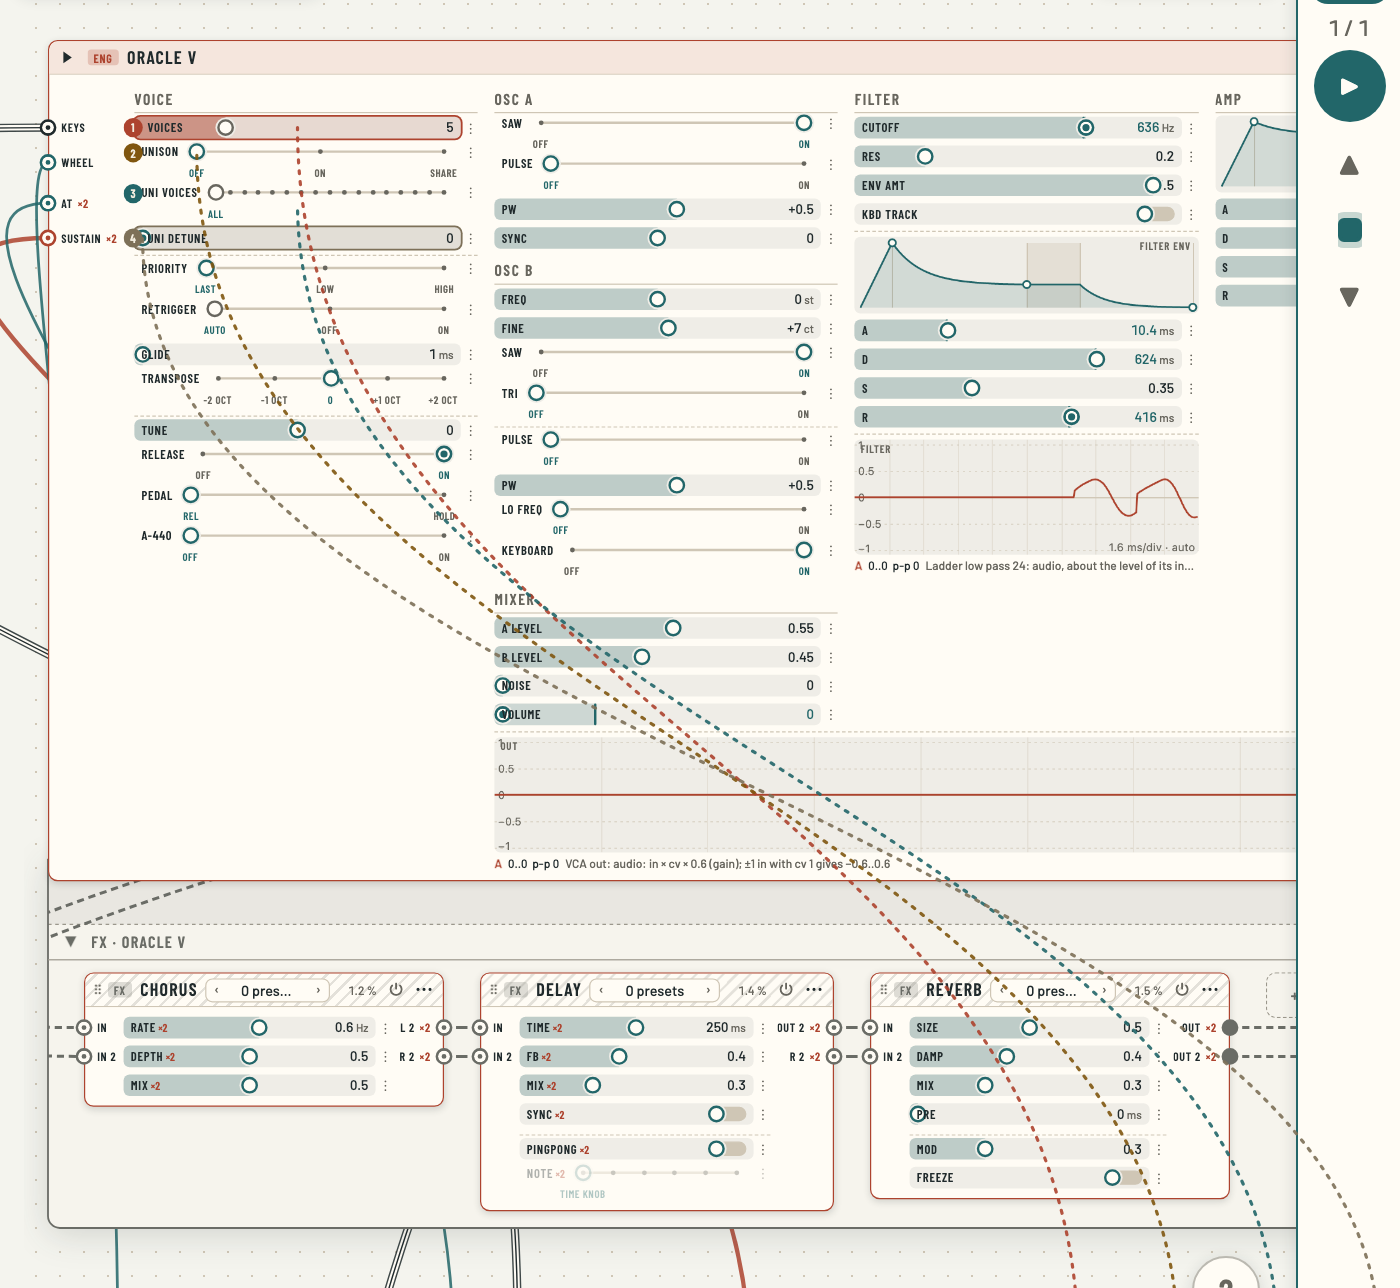 1 / 1
ENG ORACLE V
VOICE
KEYS
WHEEL
AT ×2
SUSTAIN ×2
1 VOICES 5
2 UNISON
OFF ON SHARE
3 UNI VOICES
ALL
4 UNI DETUNE 0
PRIORITY
LAST LOW HIGH
RETRIGGER
AUTO OFF ON
GLIDE 1 ms
TRANSPOSE
-2 OCT -1 OCT 0 +1 OCT +2 OCT
TUNE 0
RELEASE
OFF ON
PEDAL
REL HOLD
A-440
OFF ON
OSC A
SAW
OFF ON
PULSE
OFF ON
PW +0.5
SYNC 0
OSC B
FREQ 0 st
FINE +7 ct
SAW
OFF ON
TRI
OFF ON
PULSE
OFF ON
PW +0.5
LO FREQ
OFF ON
KEYBOARD
OFF ON
MIXER
A LEVEL 0.55
B LEVEL 0.45
NOISE 0
VOLUME 0
OUT
1
0.5
0
−0.5
−1
A 0..0 p-p 0 VCA out: audio: in × cv × 0.6 (gain); ±1 in with cv 1 gives −0.6..0.6
FILTER
CUTOFF 636 Hz
RES 0.2
ENV AMT .5
KBD TRACK
FILTER ENV
A 10.4 ms
D 624 ms
S 0.35
R 416 ms
FILTER
1
0.5
0
−0.5
−1
1.6 ms/div · auto
A 0..0 p-p 0 Ladder low pass 24: audio, about the level of its in...
AMP
A
D
S
R
FX · ORACLE V
FX CHORUS ‹ 0 pres... › 1.2 %
IN RATE ×2 0.6 Hz L 2 ×2
IN 2 DEPTH ×2 0.5 R 2 ×2
MIX ×2 0.5
FX DELAY ‹ 0 presets › 1.4 %
IN TIME ×2 250 ms OUT 2 ×2
IN 2 FB ×2 0.4 R 2 ×2
MIX ×2 0.3
SYNC ×2
PINGPONG ×2
NOTE ×2
TIME KNOB
FX REVERB ‹ 0 pres... › 1.5 %
IN SIZE 0.5 OUT ×2
IN 2 DAMP 0.4 OUT 2 ×2
MIX 0.3
PRE 0 ms
MOD 0.3
FREEZE